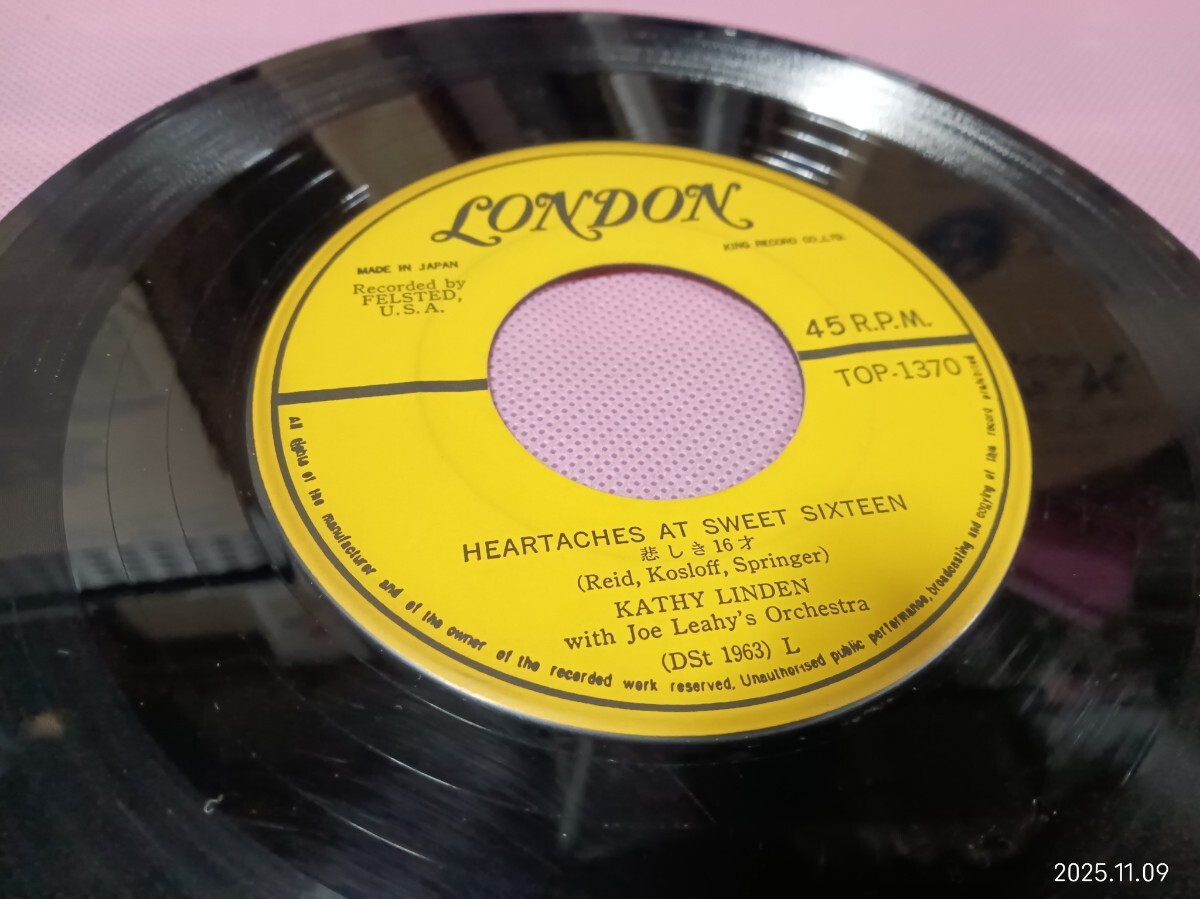 LONDON
KING RECORD CO.,LTD.
MADE IN JAPAN
Recorded by
FELSTED,
U.S.A.
45 R.P.M.
TOP-1370
HEARTACHES AT SWEET SIXTEEN
悲しき16才
(Reid, Kosloff, Springer)
KATHY LINDEN
with Joe Leahy's Orchestra
(DSt 1963) L
All rights of the manufacturer and of the owner of the recorded work reserved. Unauthorised public performance, broadcasting and copying of this record prohibited
2025.11.09